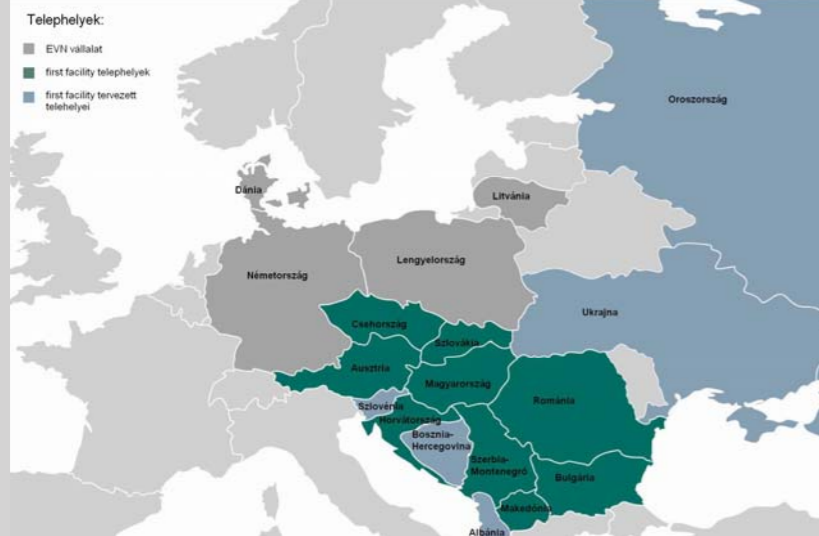 Telephelyek:
EVN vállalat
first facility telephelyek
first facility tervezett
telehelyei
Oroszország
Dánia
Litvánia
Németország
Lengyelország
Ukrajna
Csehország
Szlovákia
Ausztria
Magyarország
Románia
Szlovénia
Horvátország
Bosznia-
Hercegovina
Szerbia-
Montenegró
Bulgária
Makedónia
Albánia